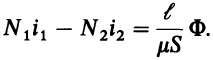 N₁i₁ − N₂i₂ = ℓ/μS Φ.